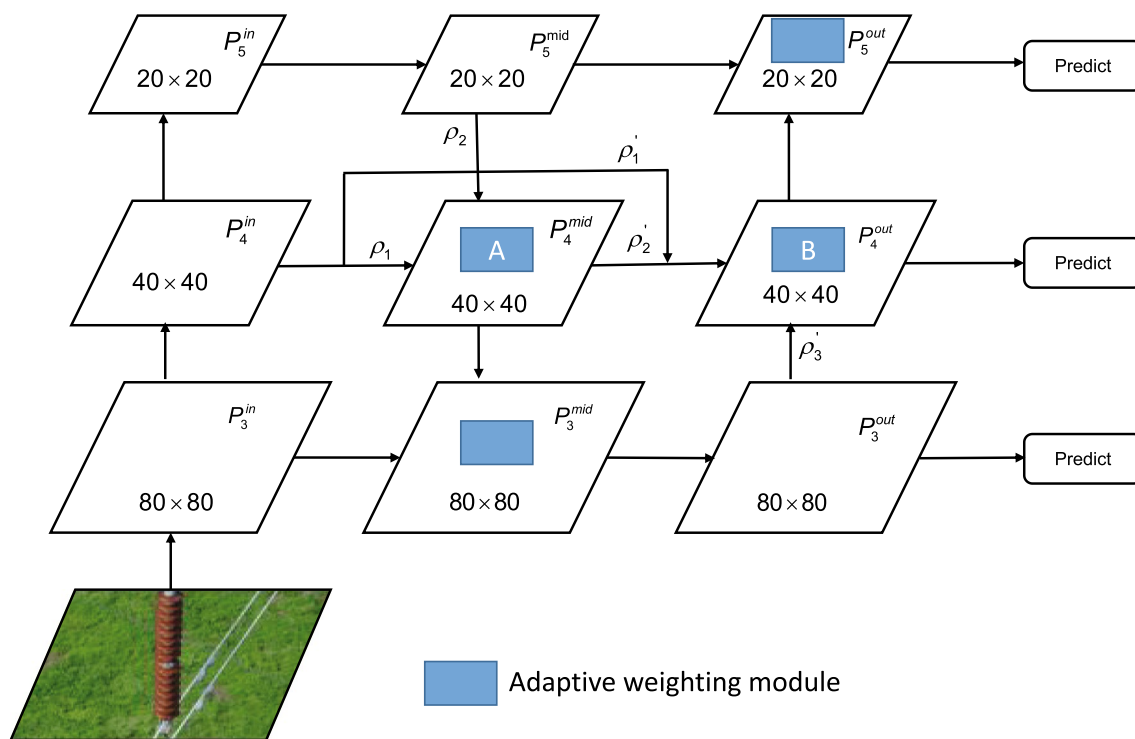 P₅ⁱⁿ
20 × 20
P₅ᵐⁱᵈ
20 × 20
P₅ᵒᵘᵗ
20 × 20
Predict
ρ₂
ρ₁'
P₄ⁱⁿ
40 × 40
ρ₁
A
P₄ᵐⁱᵈ
40 × 40
ρ₂'
B
P₄ᵒᵘᵗ
40 × 40
Predict
ρ₃'
P₃ⁱⁿ
80 × 80
P₃ᵐⁱᵈ
80 × 80
P₃ᵒᵘᵗ
80 × 80
Predict
Adaptive weighting module